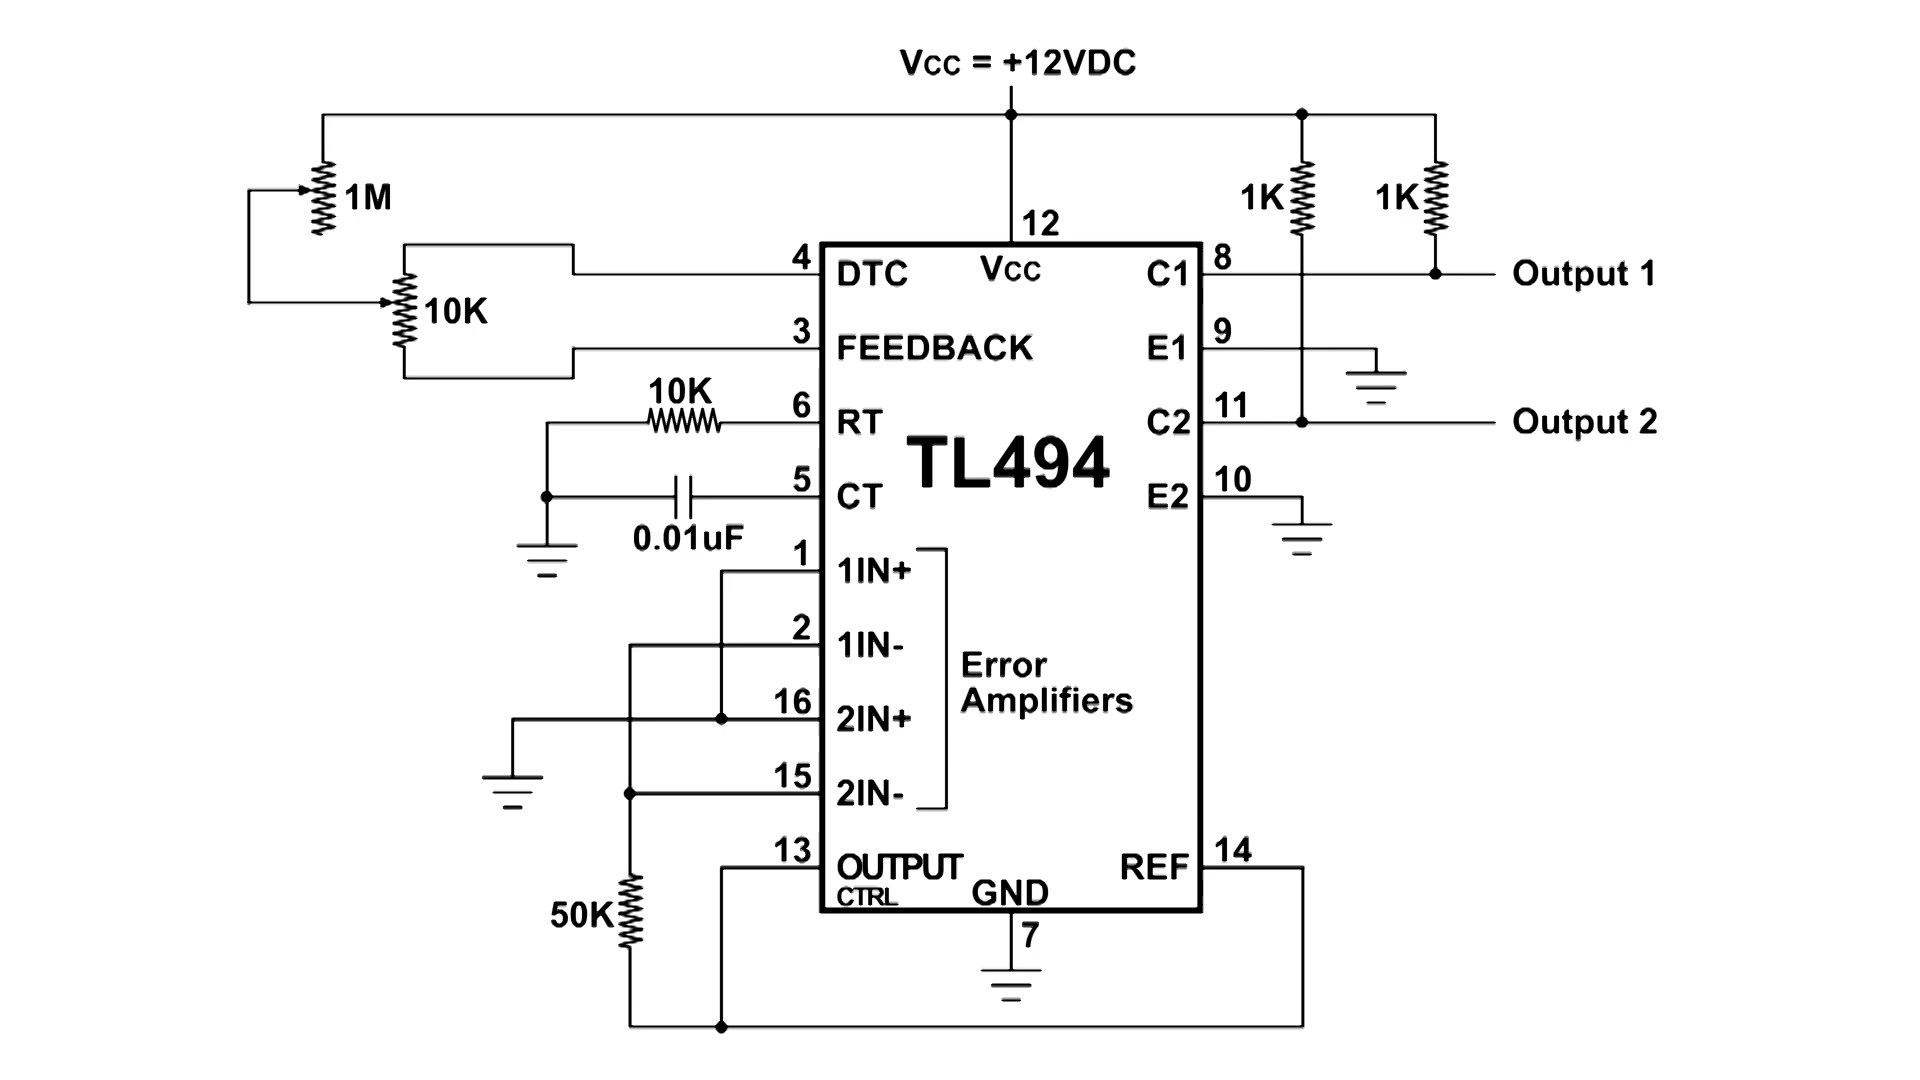 Vcc = +12VDC
1M
1K
1K
12
4
DTC
Vcc
C1
8
Output 1
10K
3
FEEDBACK
E1
9
10K
6
RT
C2
11
Output 2
TL494
5
CT
E2
10
0.01uF
1
1IN+
2
1IN-
Error
Amplifiers
16
2IN+
15
2IN-
13
OUTPUT
CTRL
GND
REF
14
50K
7